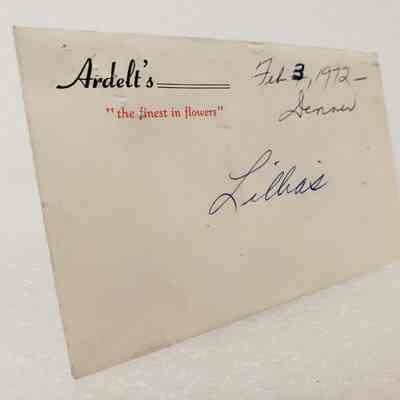 Ardelt's
Feb 3, 1972 –
"the finest in flowers"
Denver
Lillias